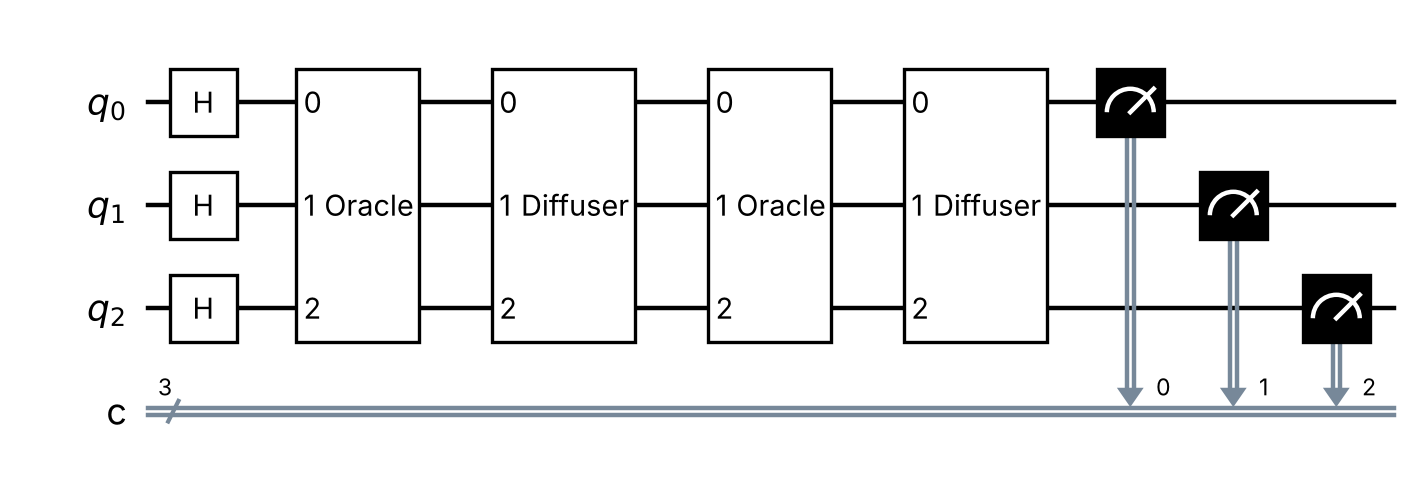 q0 H 0 0 0 0
q1 H 1 Oracle 1 Diffuser 1 Oracle 1 Diffuser
q2 H 2 2 2 2
3 0 1 2
c